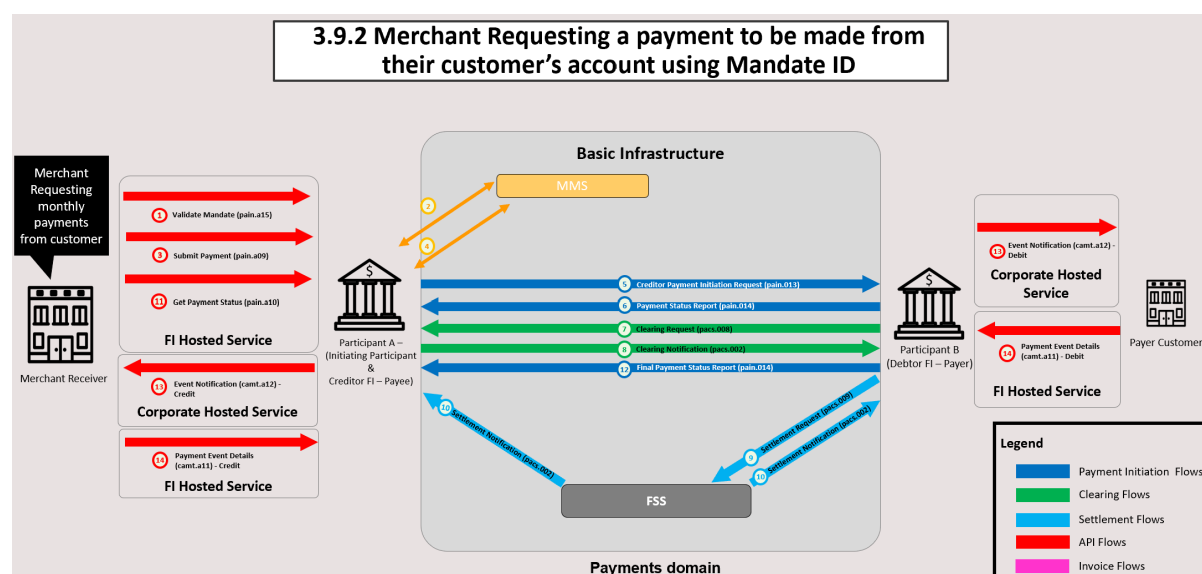 3.9.2 Merchant Requesting a payment to be made from
their customer's account using Mandate ID
Merchant
Requesting
monthly
payments
from customer
Merchant Receiver
1 Validate Mandate (pain.a15)
3 Submit Payment (pain.a09)
11 Get Payment Status (pain.a10)
FI Hosted Service
13 Event Notification (camt.a12) -
Credit
Corporate Hosted Service
14 Payment Event Details
(camt.a11) - Credit
FI Hosted Service
$
Participant A –
(Initiating Participant
&
Creditor FI – Payee)
Basic Infrastructure
MMS
2
4
5 Creditor Payment Initiation Request (pain.013)
6 Payment Status Report (pain.014)
7 Clearing Request (pacs.008)
8 Clearing Notification (pacs.002)
12 Final Payment Status Report (pain.014)
10 Settlement Notification (pacs.002)
9 Settlement Request (pacs.009)
10 Settlement Notification (pacs.002)
FSS
Payments domain
$
Participant B
(Debtor FI – Payer)
13 Event Notification (camt.a12) -
Debit
Corporate Hosted
Service
14 Payment Event Details
(camt.a11) - Debit
FI Hosted Service
Payer Customer
Legend
Payment Initiation Flows
Clearing Flows
Settlement Flows
API Flows
Invoice Flows